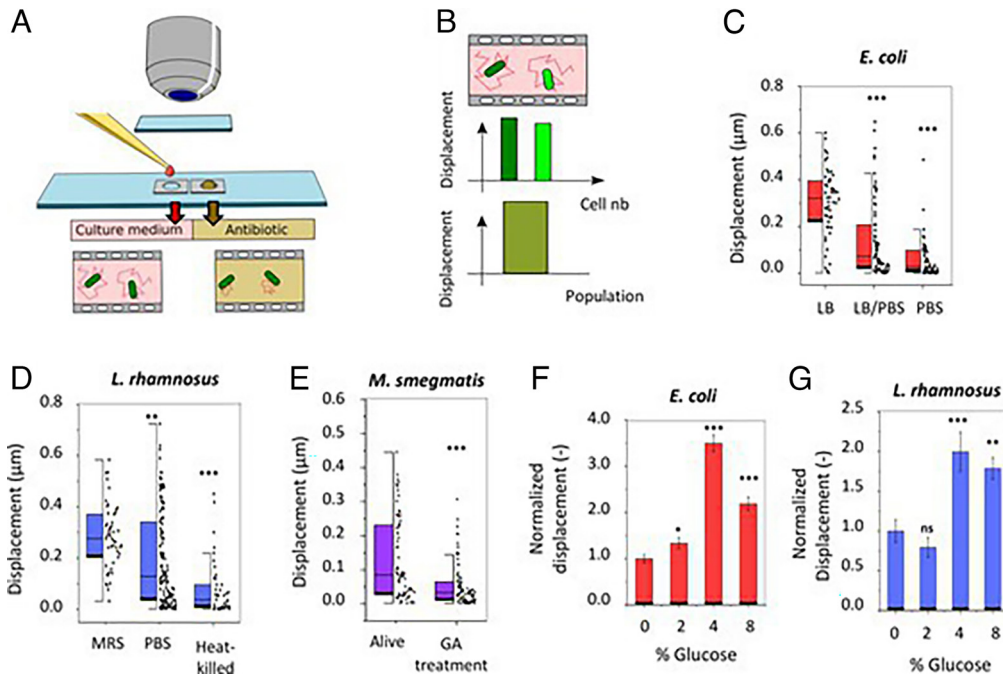 A
Culture medium
Antibiotic
B
Displacement
Cell nb
Displacement
Population
C
E. coli
Displacement (µm)
0.8
0.6
0.4
0.2
0.0
•••
•••
LB
LB/PBS
PBS
D
L. rhamnosus
Displacement (µm)
0.8
0.6
0.4
0.2
0.0
••
•••
MRS
PBS
Heat-
killed
E
M. smegmatis
Displacement (µm)
0.6
0.5
0.4
0.3
0.2
0.1
0.0
•••
Alive
GA
treatment
F
E. coli
Normalized
displacement (-)
4.0
3.0
2.0
1.0
0.0
•
•••
•••
0 2 4 8
% Glucose
G
L. rhamnosus
Normalized
Displacement (-)
2.5
2.0
1.5
1.0
0.5
0.0
ns
•••
••
0 2 4 8
% Glucose